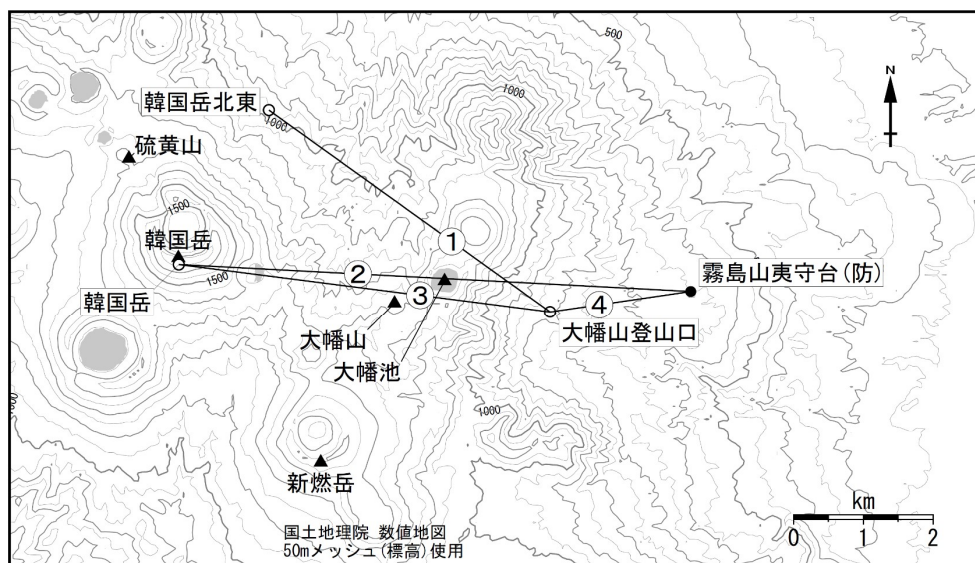 500
1000
N
韓国岳北東
1000
硫黄山
1500
①
韓国岳
②
霧島山夷守台(防)
1500
③
④
韓国岳
大幡山登山口
大幡山
大幡池
1000
1000
新燃岳
km
0 1 2
国土地理院 数値地図
50mメッシュ(標高)使用